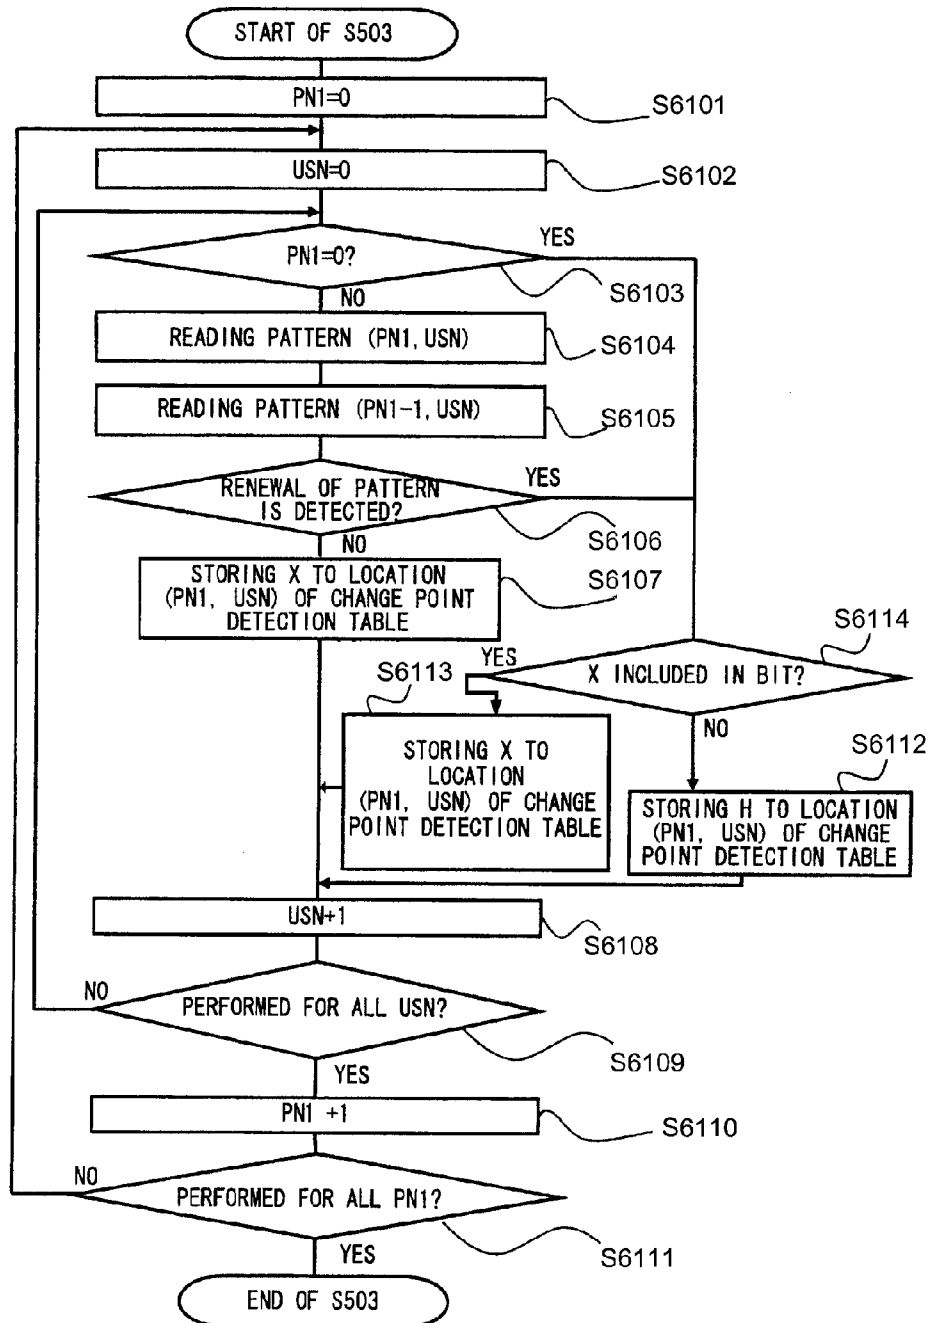 START OF S503
PN1=0
S6101
USN=0
S6102
PN1=0?
YES
S6103
NO
READING PATTERN (PN1, USN)
S6104
READING PATTERN (PN1-1, USN)
S6105
RENEWAL OF PATTERN
IS DETECTED?
YES
S6106
NO
STORING X TO LOCATION
(PN1, USN) OF CHANGE POINT
DETECTION TABLE
S6107
X INCLUDED IN BIT?
S6114
YES
NO
S6113
STORING X TO
LOCATION
(PN1, USN) OF CHANGE
POINT DETECTION TABLE
S6112
STORING H TO LOCATION
(PN1, USN) OF CHANGE
POINT DETECTION TABLE
USN+1
S6108
NO
PERFORMED FOR ALL USN?
S6109
YES
PN1 +1
S6110
NO
PERFORMED FOR ALL PN1?
S6111
YES
END OF S503